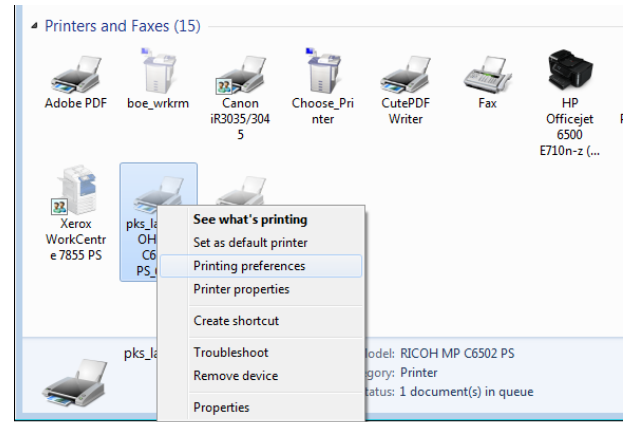 Printers and Faxes (15)
Adobe PDF
boe_wrkrm
Canon
iR3035/304
5
Choose_Pri
nter
CutePDF
Writer
Fax
HP
Officejet
6500
E710n-z (...
Xerox
WorkCentr
e 7855 PS
pks_la
OH
C6
PS_
See what's printing
Set as default printer
Printing preferences
Printer properties
Create shortcut
Troubleshoot
Remove device
Properties
pks_la
odel: RICOH MP C6502 PS
gory: Printer
tatus: 1 document(s) in queue